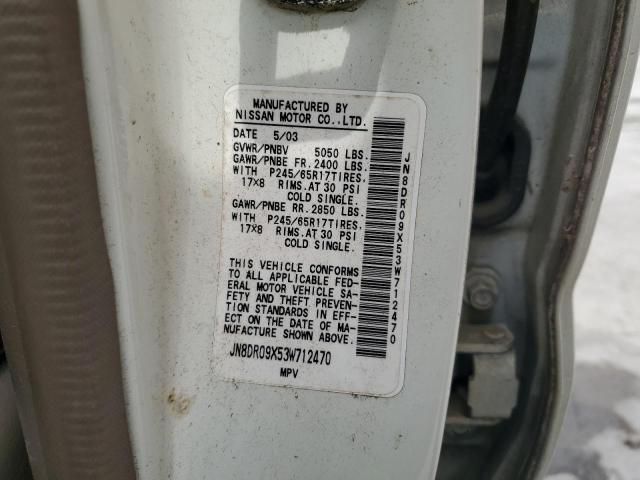 MANUFACTURED BY
NISSAN MOTOR CO.,LTD.
DATE 5/03
GVWR/PNBV 5050 LBS.
GAWR/PNBE FR. 2400 LBS.
WITH P245/65R17TIRES.
17X8 RIMS.AT 30 PSI
COLD SINGLE.
GAWR/PNBE RR. 2850 LBS.
WITH P245/65R17TIRES.
17X8 RIMS.AT 30 PSI
COLD SINGLE.
THIS VEHICLE CONFORMS
TO ALL APPLICABLE FED-
ERAL MOTOR VEHICLE SA-
FETY AND THEFT PREVEN-
TION STANDARDS IN EFF-
ECT ON THE DATE OF MA-
NUFACTURE SHOWN ABOVE.
JN8DR09X53W712470
MPV
JN8DR09X53W712470